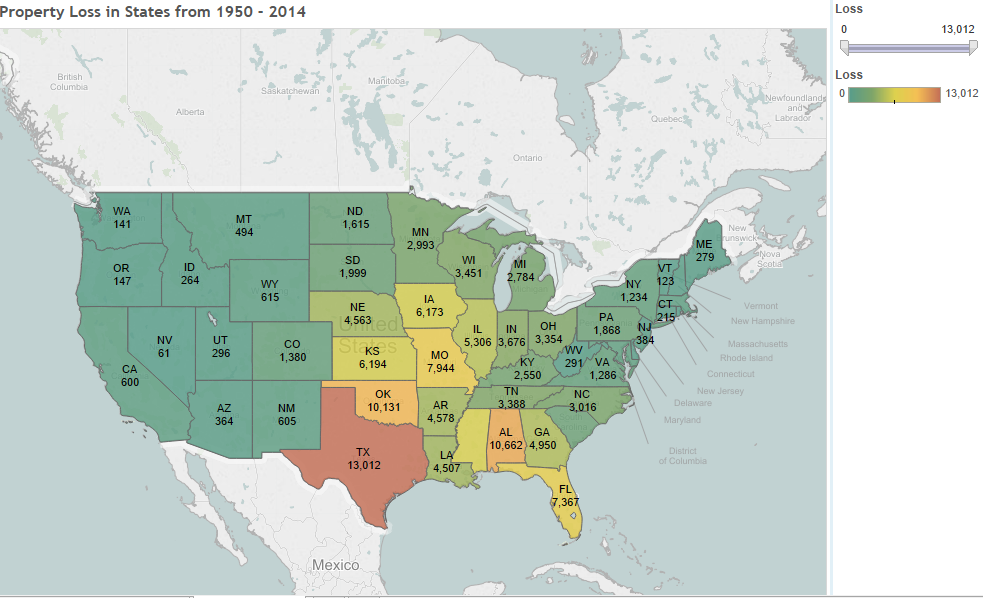 Property Loss in States from 1950 - 2014
Loss
0 13,012
Loss
0 13,012
British
Columbia
Alberta
Saskatchewan
Manitoba
Ontario
Quebec
Newfoundland
and
Labrador
New
Brunswick
Nova
Scotia
WA
141
MT
494
ND
1,615
MN
2,993
OR
147
ID
264
WY
615
SD
1,999
WI
3,451
MI
2,784
NY
1,234
VT
123
ME
279
CT
215
NV
61
UT
296
CO
1,380
NE
4,563
IA
6,173
IL
5,306
IN
3,676
OH
3,354
PA
1,868
NJ
384
United
States
CA
600
KS
6,194
MO
7,944
KY
2,550
WV
291
VA
1,286
AZ
364
NM
605
OK
10,131
AR
4,578
TN
3,388
NC
3,016
TX
13,012
LA
4,507
AL
10,662
GA
4,950
FL
7,367
Vermont
New Hampshire
Massachusetts
Rhode Island
Connecticut
New Jersey
Delaware
Maryland
District
of Columbia
Mexico